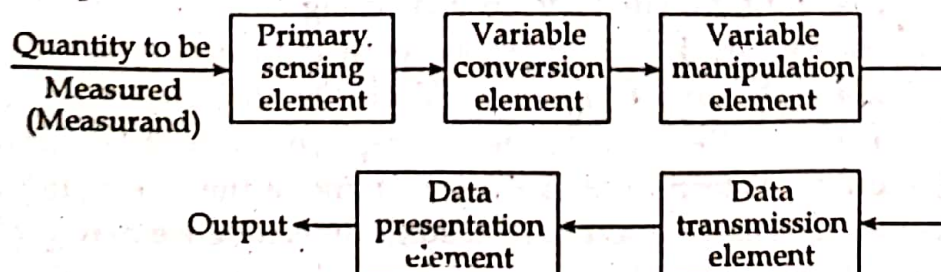 Quantity to be
Measured
(Measurand)
Primary.
sensing
element
Variable
conversion
element
Variable
manipulation
element
Output
Data
presentation
element
Data
transmission
element